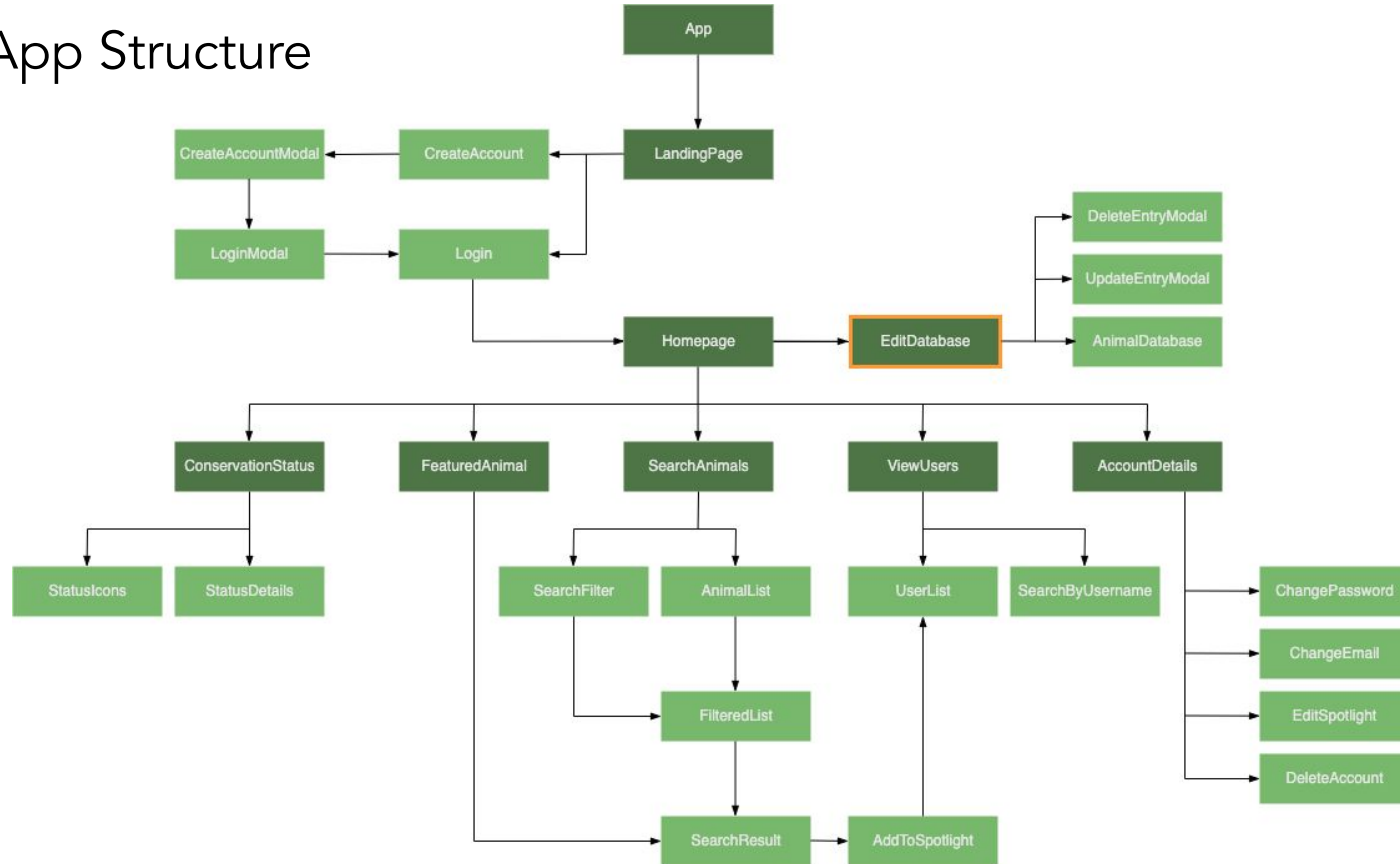 App Structure
App
CreateAccountModal
CreateAccount
LandingPage
DeleteEntryModal
LoginModal
Login
UpdateEntryModal
Homepage
EditDatabase
AnimalDatabase
ConservationStatus
FeaturedAnimal
SearchAnimals
ViewUsers
AccountDetails
StatusIcons
StatusDetails
SearchFilter
AnimalList
UserList
SearchByUsername
ChangePassword
ChangeEmail
FilteredList
EditSpotlight
DeleteAccount
SearchResult
AddToSpotlight